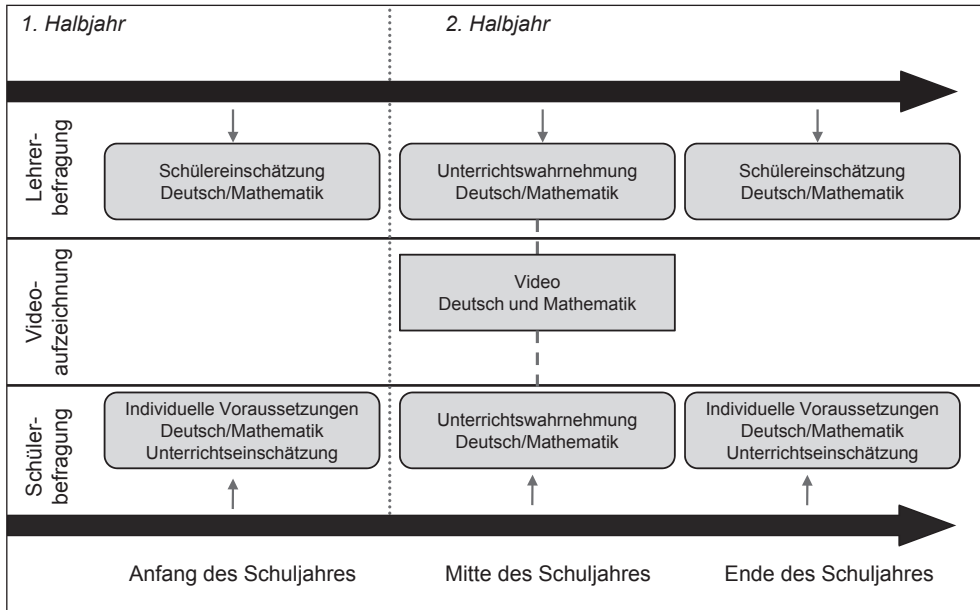 1. Halbjahr
2. Halbjahr
Lehrer-
befragung
Schülereinschätzung
Deutsch/Mathematik
Unterrichtswahrnehmung
Deutsch/Mathematik
Schülereinschätzung
Deutsch/Mathematik
Video-
aufzeichnung
Video
Deutsch und Mathematik
Schüler-
befragung
Individuelle Voraussetzungen
Deutsch/Mathematik
Unterrichtseinschätzung
Unterrichtswahrnehmung
Deutsch/Mathematik
Individuelle Voraussetzungen
Deutsch/Mathematik
Unterrichtseinschätzung
Anfang des Schuljahres
Mitte des Schuljahres
Ende des Schuljahres